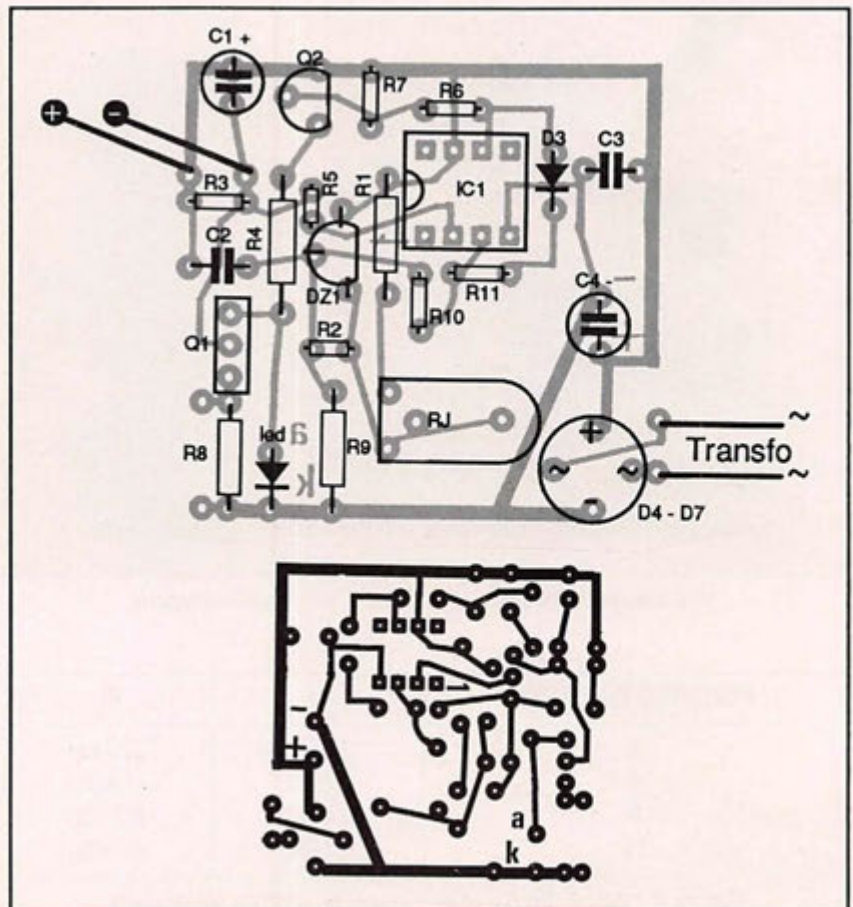 C1 +
Q2
R7
R6
D3
C3
+
-
R3
R5
R1
IC1
C2
R4
C4 -
DZ1
R11
R10
Q1
R2
led
a
k
R8
R9
RJ
+
~
~
-
~
Transfo
~
D4 - D7
1
-
+
a
k